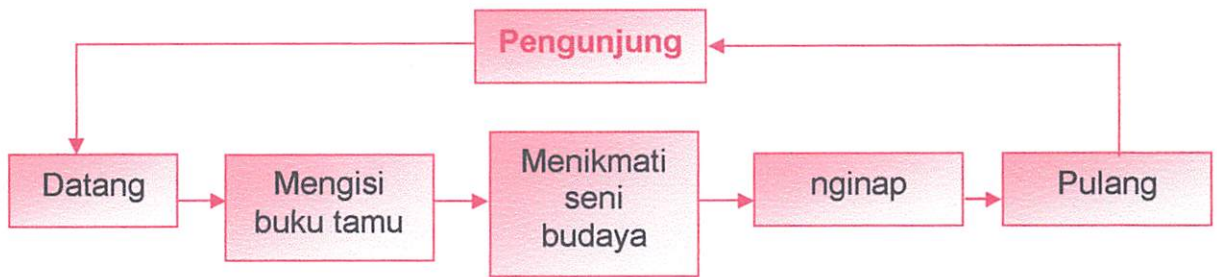 Pengunjung
Datang
Mengisi
buku tamu
Menikmati
seni
budaya
nginap
Pulang